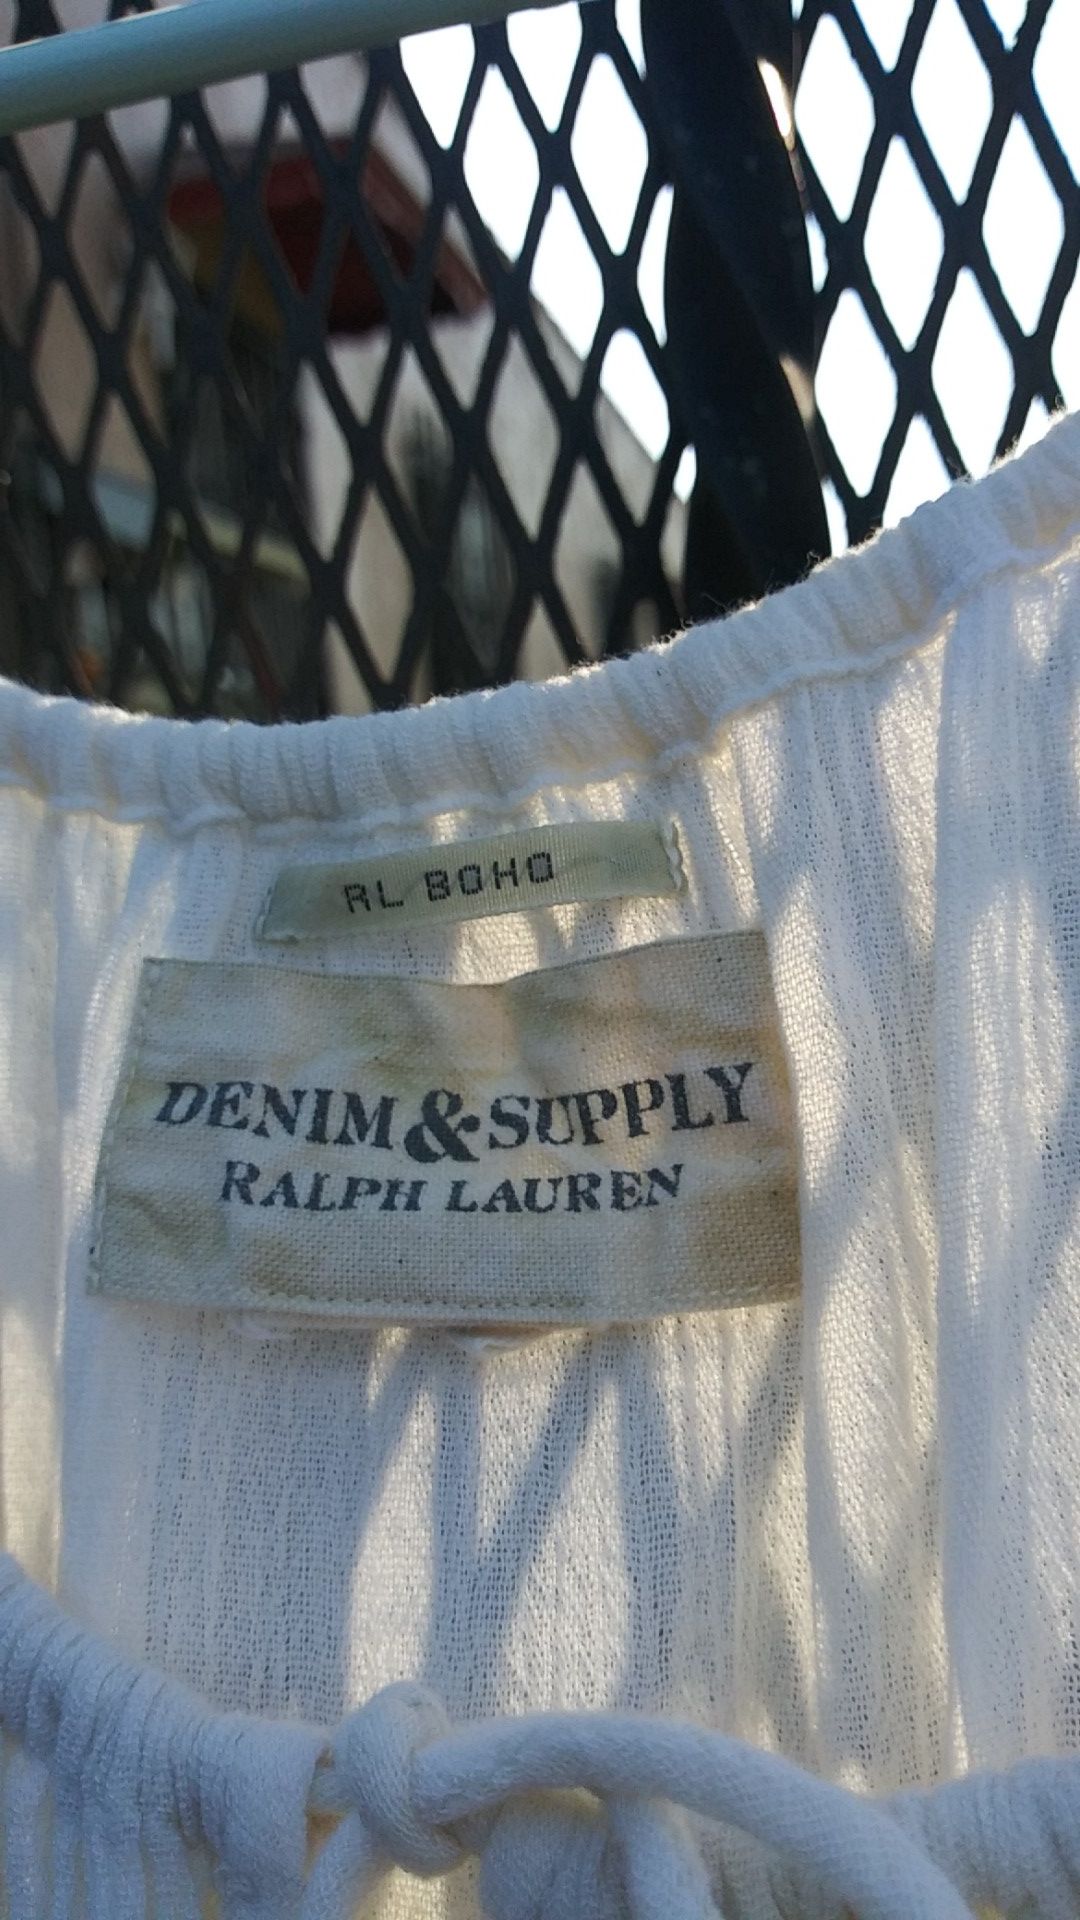 RL BOHO
DENIM & SUPPLY
RALPH LAUREN